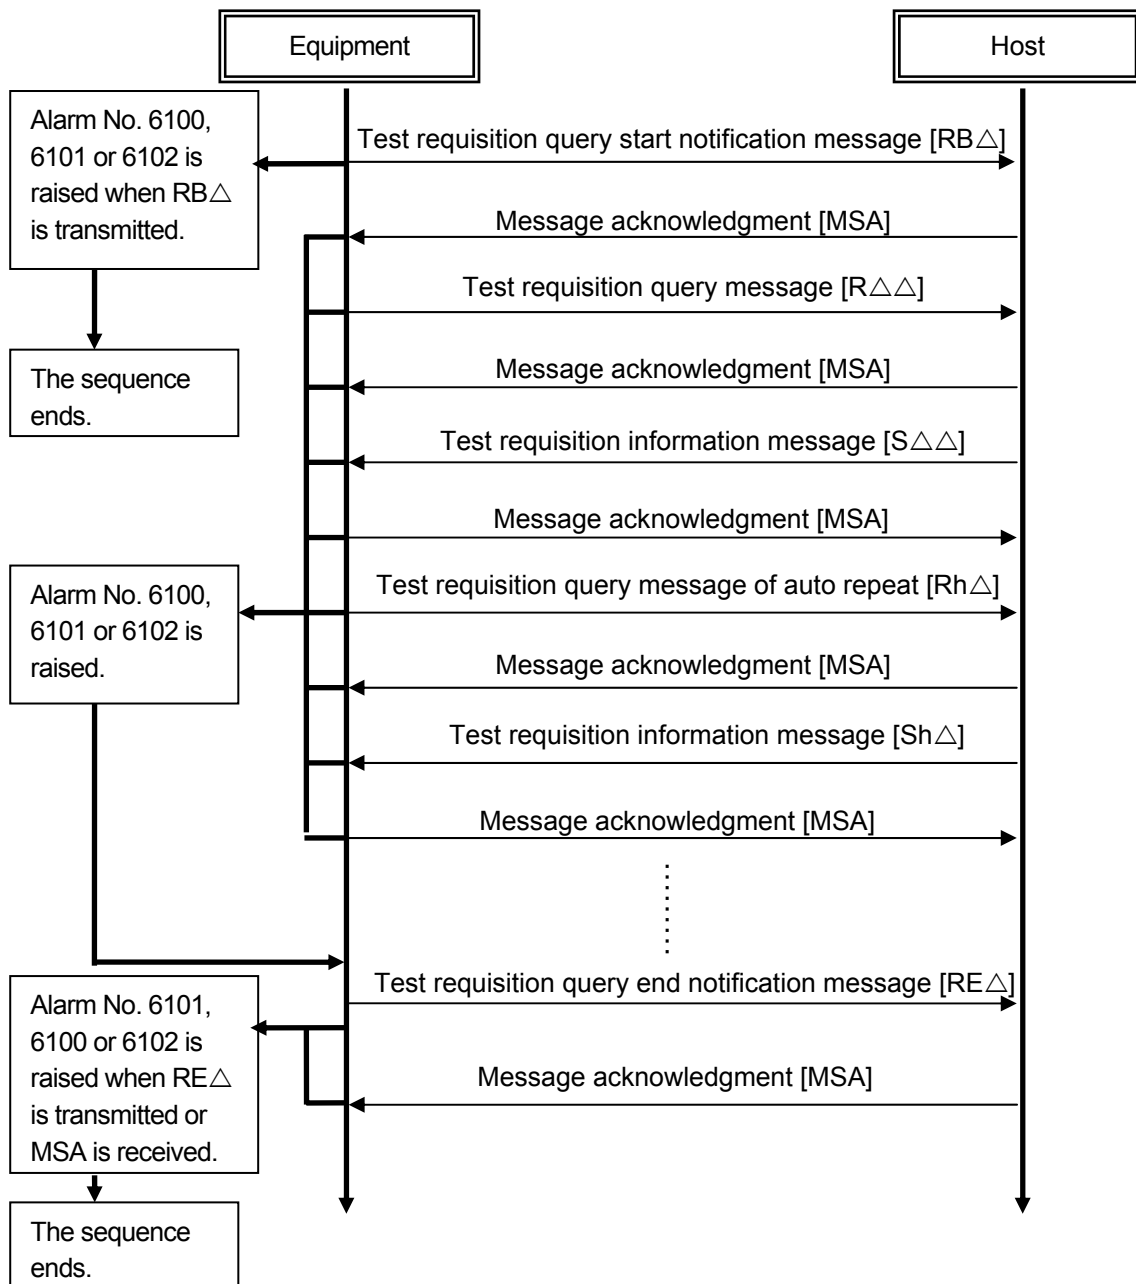 Equipment
Host
Alarm No. 6100,
6101 or 6102 is
raised when RB△
is transmitted.
Test requisition query start notification message [RB△]
Message acknowledgment [MSA]
Test requisition query message [R△△]
The sequence
ends.
Message acknowledgment [MSA]
Test requisition information message [S△△]
Message acknowledgment [MSA]
Alarm No. 6100,
6101 or 6102 is
raised.
Test requisition query message of auto repeat [Rh△]
Message acknowledgment [MSA]
Test requisition information message [Sh△]
Message acknowledgment [MSA]
Test requisition query end notification message [RE△]
Alarm No. 6101,
6100 or 6102 is
raised when RE△
is transmitted or
MSA is received.
Message acknowledgment [MSA]
The sequence
ends.